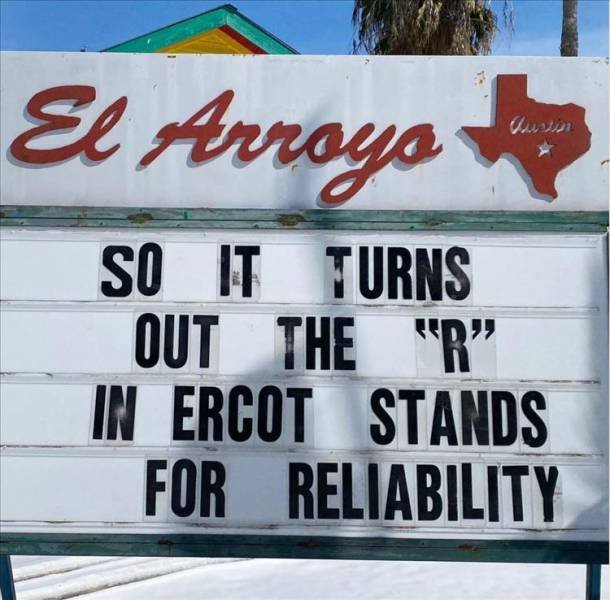 El Arroyo
Austin
SO IT TURNS
OUT THE "R"
IN ERCOT STANDS
FOR RELIABILITY